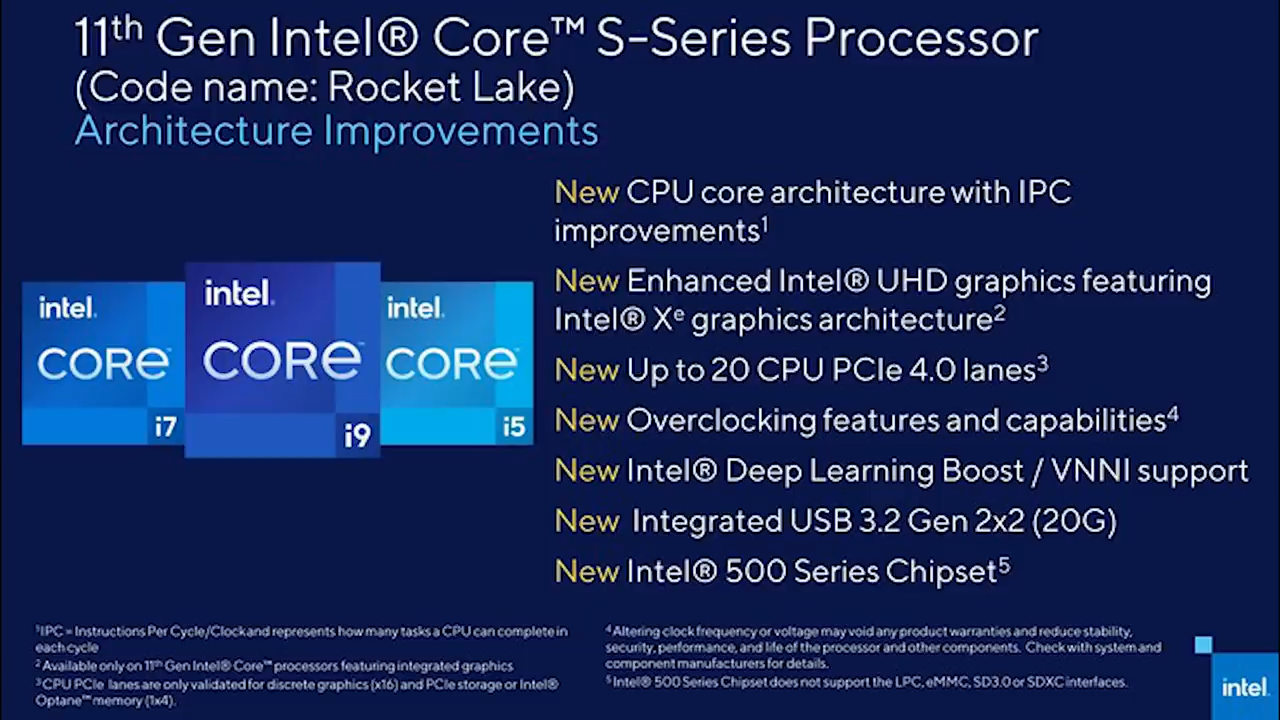 11th Gen Intel® Core™ S-Series Processor
(Code name: Rocket Lake)
Architecture Improvements
New CPU core architecture with IPC
improvements1
New Enhanced Intel® UHD graphics featuring
Intel® Xe graphics architecture2
New Up to 20 CPU PCIe 4.0 lanes3
New Overclocking features and capabilities4
New Intel® Deep Learning Boost / VNNI support
New Integrated USB 3.2 Gen 2x2 (20G)
New Intel® 500 Series Chipset5
intel.
CORE™
i7
intel.
CORE™
i9
intel.
CORE™
i5
1IPC = Instructions Per Cycle/Clock and represents how many tasks a CPU can complete in
each cycle
2 Available only on 11th Gen Intel® Core™ processors featuring integrated graphics
3 CPU PCIe lanes are only validated for discrete graphics (x16) and PCIe storage or Intel®
Optane™ memory (1x4).
4 Altering clock frequency or voltage may void any product warranties and reduce stability,
security, performance, and life of the processor and other components. Check with system and
component manufacturers for details.
5 Intel® 500 Series Chipset does not support the LPC, eMMC, SD3.0 or SDXC interfaces.
intel.